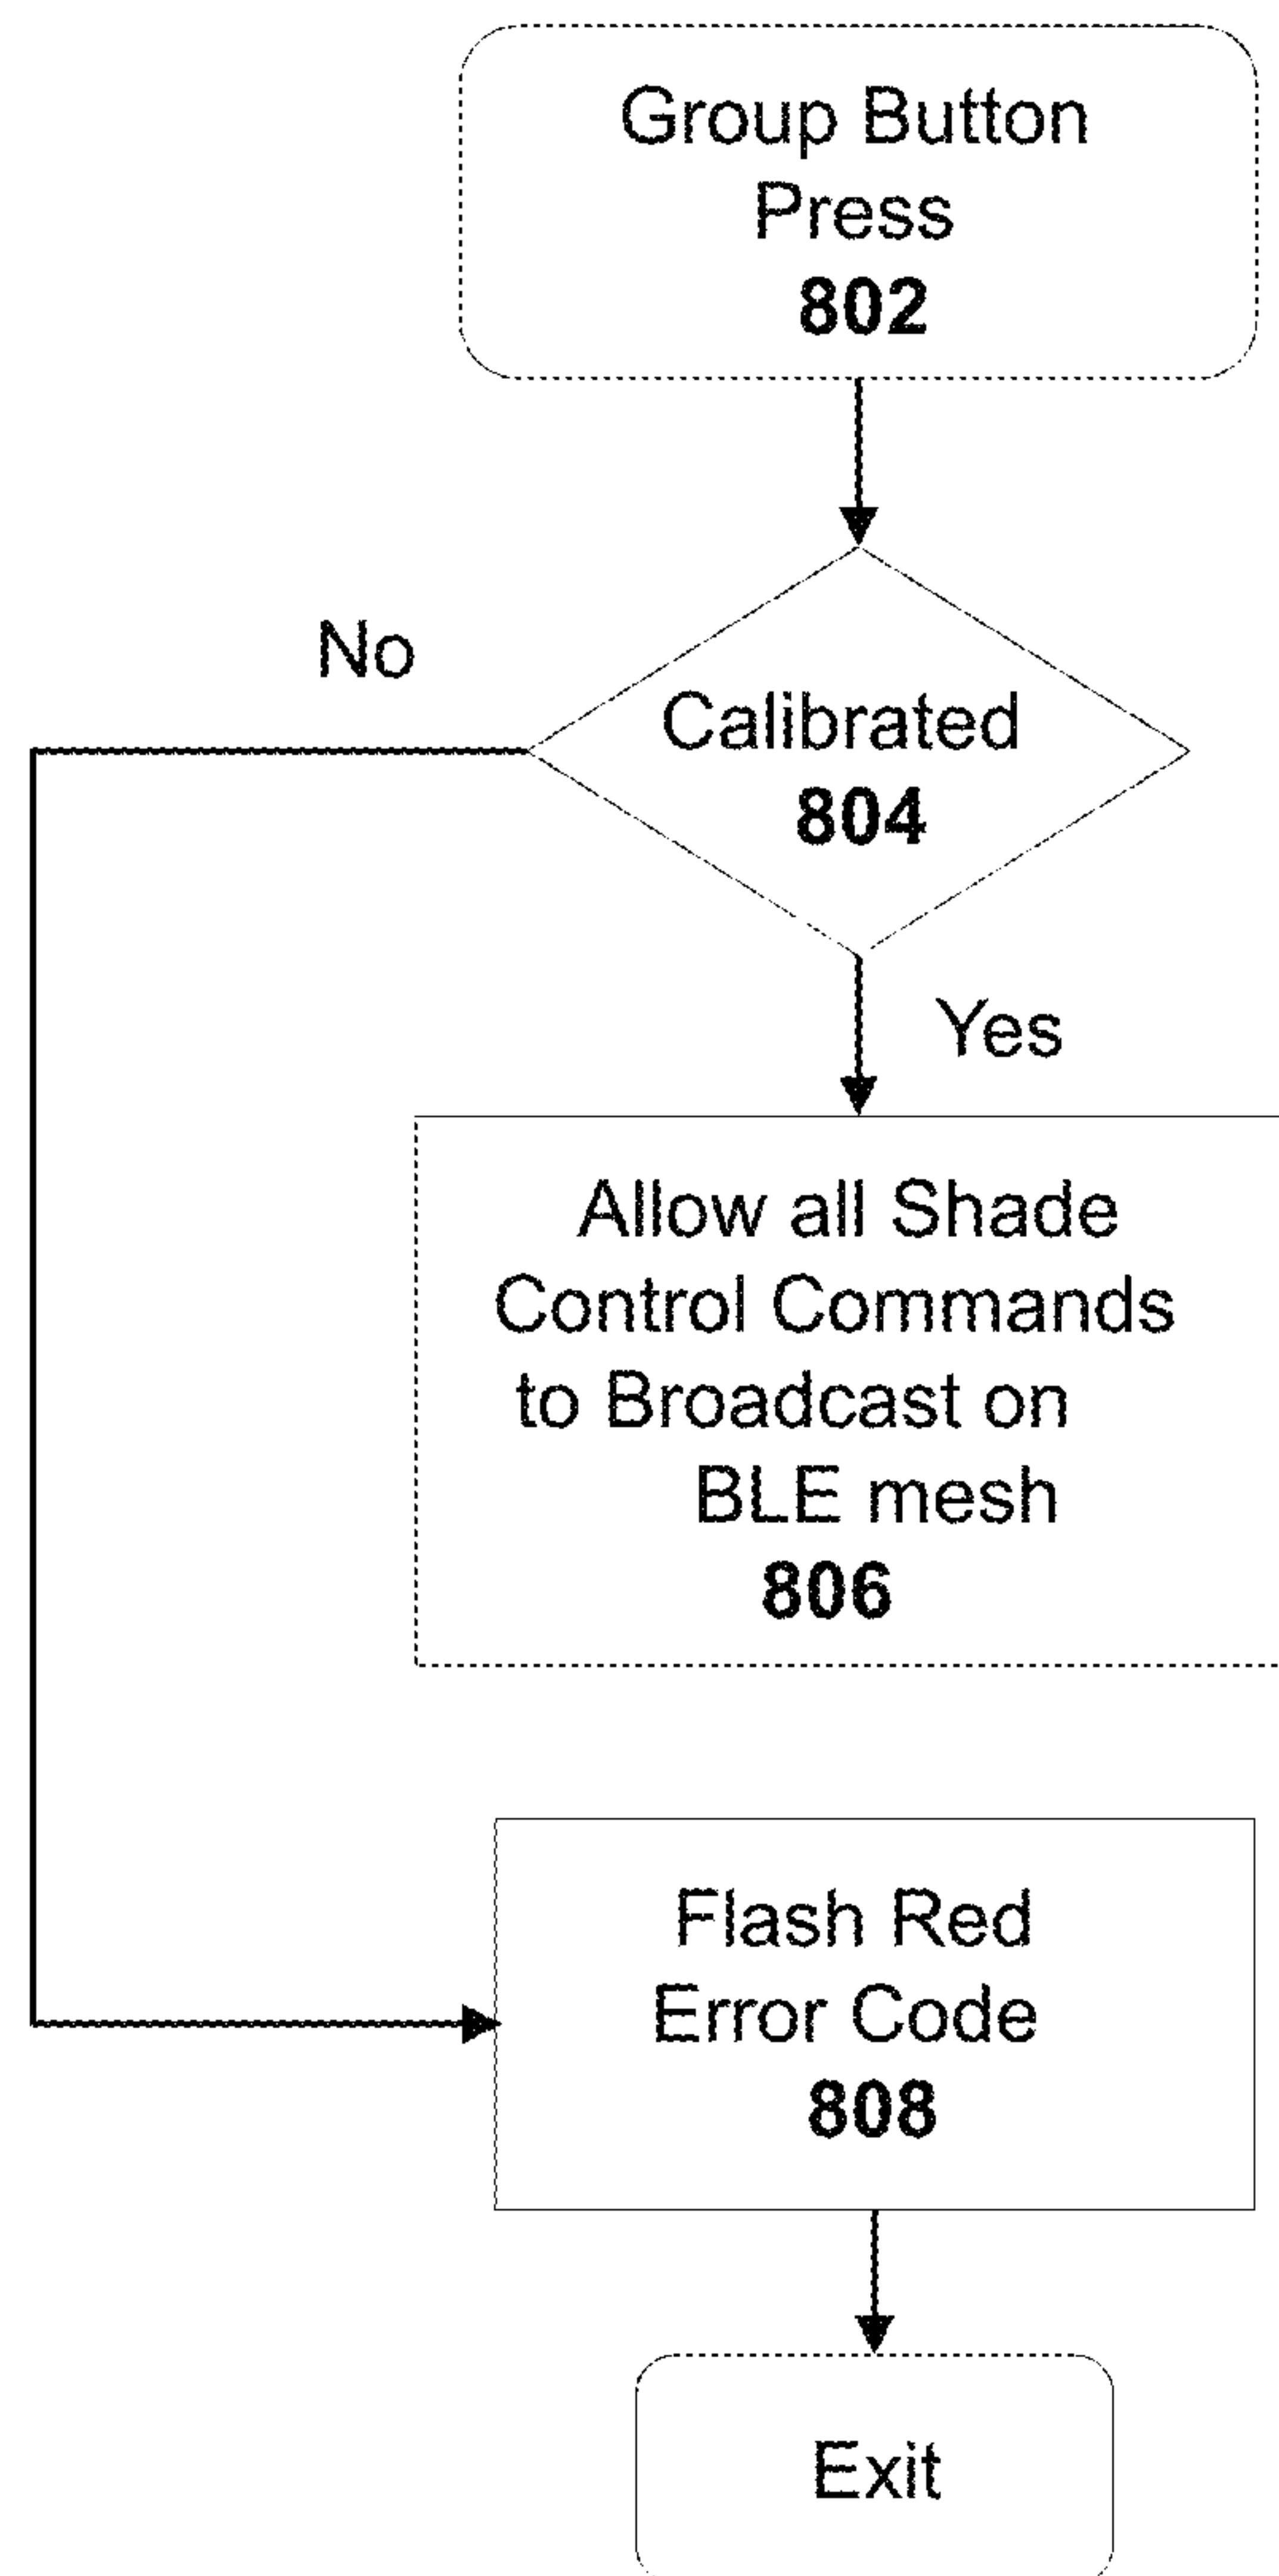 Group Button
Press
802
No
Calibrated
804
Yes
Allow all Shade
Control Commands
to Broadcast on
BLE mesh
806
Flash Red
Error Code
808
Exit